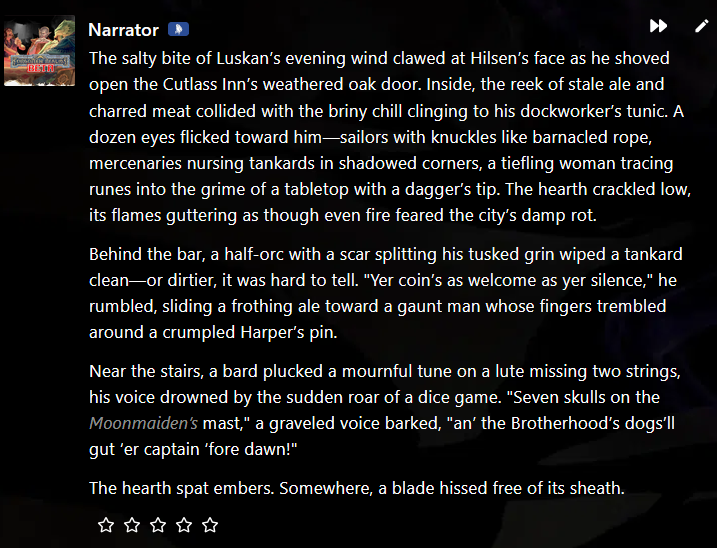 Narrator
The salty bite of Luskan’s evening wind clawed at Hilsen’s face as he shoved
open the Cutlass Inn’s weathered oak door. Inside, the reek of stale ale and
charred meat collided with the briny chill clinging to his dockworker’s tunic. A
dozen eyes flicked toward him—sailors with knuckles like barnacled rope,
mercenaries nursing tankards in shadowed corners, a tiefling woman tracing
runes into the grime of a tabletop with a dagger’s tip. The hearth crackled low,
its flames guttering as though even fire feared the city’s damp rot.
Behind the bar, a half-orc with a scar splitting his tusked grin wiped a tankard
clean—or dirtier, it was hard to tell. "Yer coin’s as welcome as yer silence," he
rumbled, sliding a frothing ale toward a gaunt man whose fingers trembled
around a crumpled Harper’s pin.
Near the stairs, a bard plucked a mournful tune on a lute missing two strings,
his voice drowned by the sudden roar of a dice game. "Seven skulls on the
Moonmaiden’s mast," a graveled voice barked, "an’ the Brotherhood’s dogs’ll
gut ‘er captain ‘fore dawn!"
The hearth spat embers. Somewhere, a blade hissed free of its sheath.